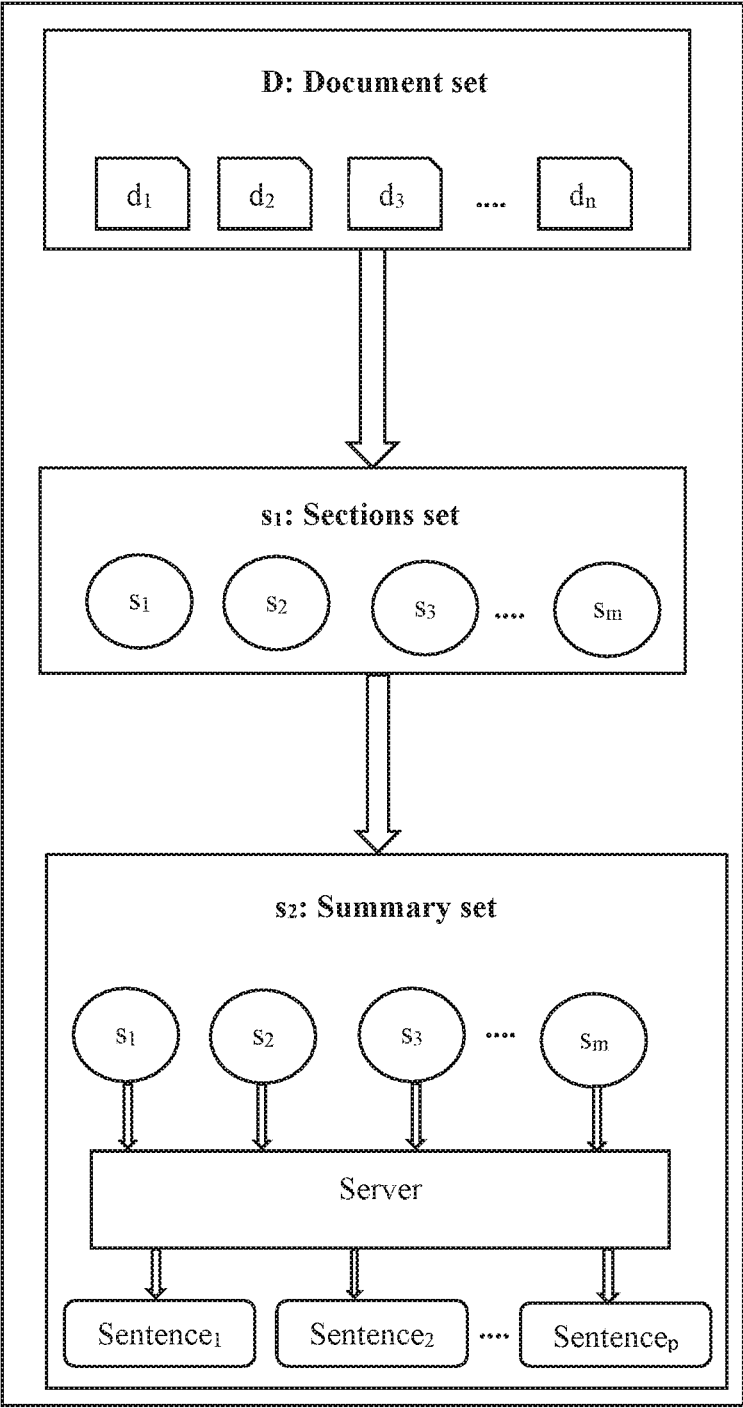 D: Document set
d₁ d₂ d₃ .... dₙ
s₁: Sections set
s₁ s₂ s₃ .... sₘ
s₂: Summary set
s₁ s₂ s₃ .... sₘ
Server
Sentence₁ Sentence₂ .... Sentenceₚ